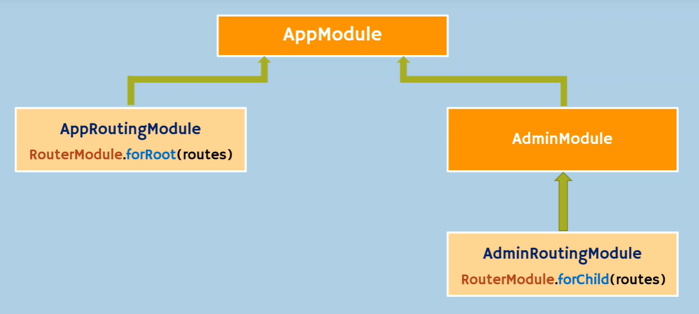 AppModule
AppRoutingModule
RouterModule.forRoot(routes)
AdminModule
AdminRoutingModule
RouterModule.forChild(routes)